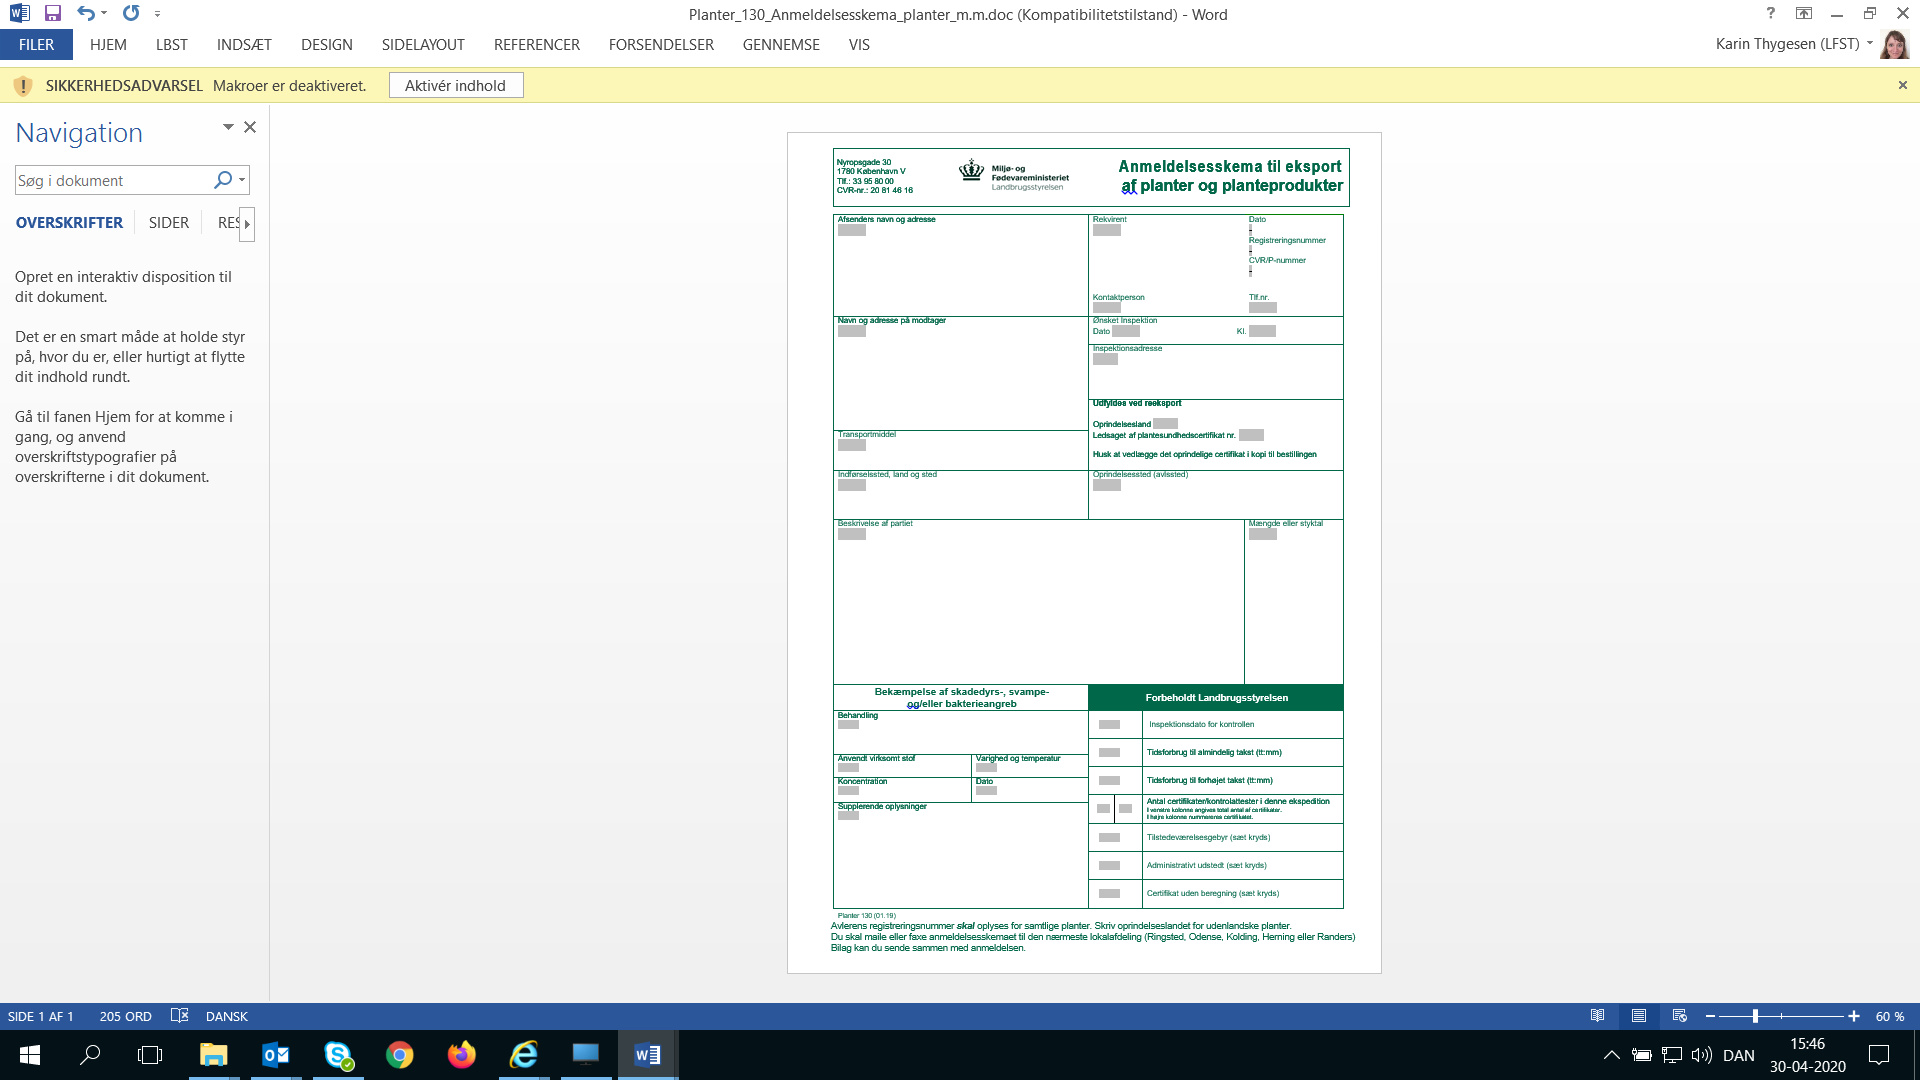 Planter_130_Anmeldelsesskema_planter_m.m.doc (Kompatibilitetstilstand) - Word
FILER HJEM LBST INDSÆT DESIGN SIDELAYOUT REFERENCER FORSENDELSER GENNEMSE VIS
Karin Thygesen (LFST)
SIKKERHEDSADVARSEL Makroer er deaktiveret. Aktivér indhold
Navigation
Søg i dokument
OVERSKRIFTER SIDER RES
Opret en interaktiv disposition til
dit dokument.
Det er en smart måde at holde styr
på, hvor du er, eller hurtigt at flytte
dit indhold rundt.
Gå til fanen Hjem for at komme i
gang, og anvend
overskriftstypografier på
overskrifterne i dit dokument.
Nyropsgade 30
1780 København V
Tlf.: 33 95 80 00
CVR-nr.: 20 81 46 16
Miljø- og
Fødevareministeriet
Landbrugsstyrelsen
Anmeldelsesskema til eksport
af planter og planteprodukter
Afsenders navn og adresse
Rekvirent
Dato
-
Registreringsnummer
-
CVR/P-nummer
-
Kontaktperson
Tlf.nr.
Navn og adresse på modtager
Ønsket Inspektion
Dato Kl.
Inspektionsadresse
Udfyldes ved reeksport
Oprindelsesland
Ledsaget af plantesundhedscertifikat nr.
Husk at vedlægge det oprindelige certifikat i kopi til bestillingen
Transportmiddel
Indførselssted, land og sted
Oprindelsessted (avlssted)
Beskrivelse af partiet
Mængde eller styktal
Bekæmpelse af skadedyrs-, svampe-
og/eller bakterieangreb
Forbeholdt Landbrugsstyrelsen
Behandling
Anvendt virksomt stof
Varighed og temperatur
Koncentration
Dato
Supplerende oplysninger
Inspektionsdato for kontrollen
Tidsforbrug til almindelig takst (tt:mm)
Tidsforbrug til forhøjet takst (tt:mm)
Antal certifikater/kontrolattester i denne ekspedition
I venstre kolonne angives total antal af certifikater.
I højre kolonne nummereres certifikatet.
Tilstedeværelsesgebyr (sæt kryds)
Administrativt udstedt (sæt kryds)
Certifikat uden beregning (sæt kryds)
Planter 130 (01.19)
Avlerens registreringsnummer skal oplyses for samtlige planter. Skriv oprindelseslandet for udenlandske planter.
Du skal maile eller faxe anmeldelsesskemaet til den nærmeste lokalafdeling (Ringsted, Odense, Kolding, Herning eller Randers)
Bilag kan du sende sammen med anmeldelsen.
SIDE 1 AF 1 205 ORD DANSK
60 %
DAN
15:46
30-04-2020